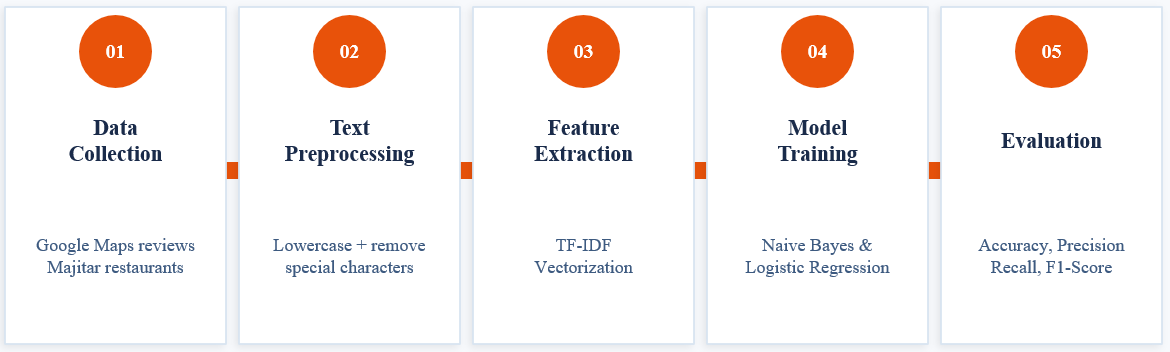 01
Data
Collection
Google Maps reviews
Majitar restaurants
02
Text
Preprocessing
Lowercase + remove
special characters
03
Feature
Extraction
TF-IDF
Vectorization
04
Model
Training
Naive Bayes &
Logistic Regression
05
Evaluation
Accuracy, Precision
Recall, F1-Score